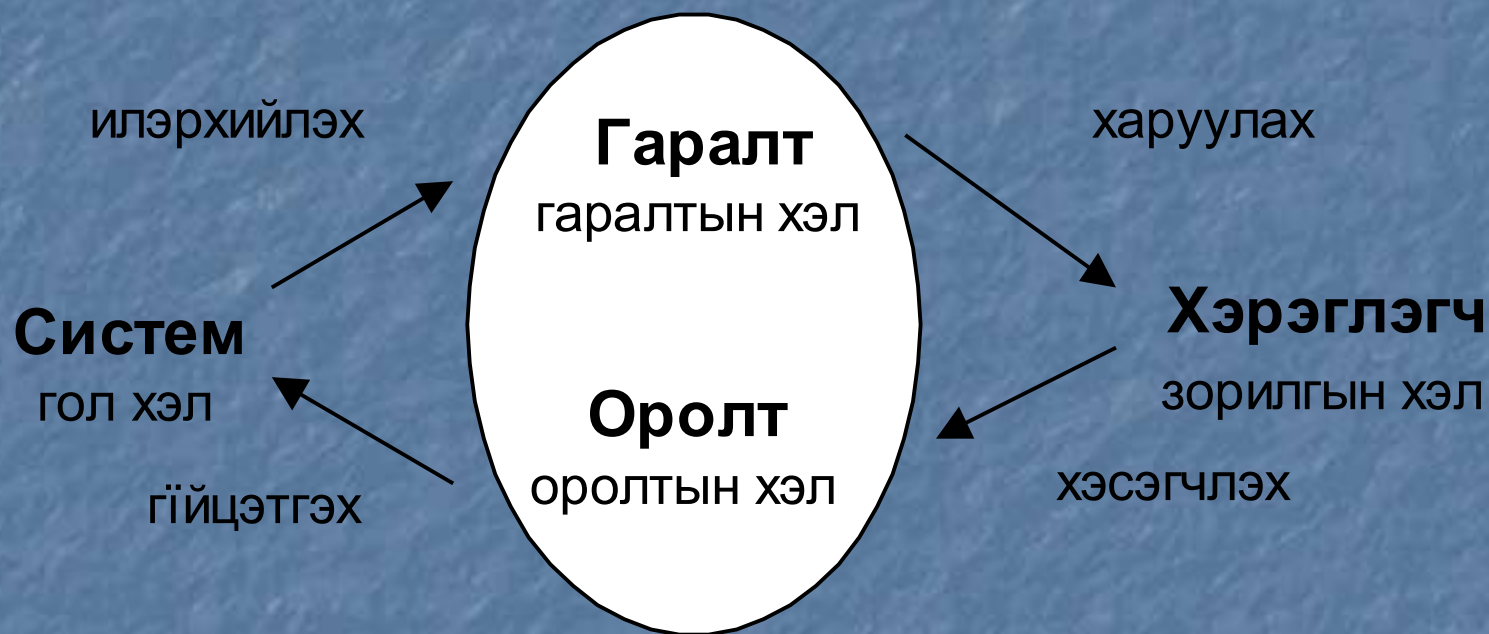 илэрхийлэх
Гаралт
харуулах
гаралтын хэл
Систем
гол хэл
Хэрэглэгч
зорилгын хэл
Оролт
оролтын хэл
гїйцэтгэх
хэсэгчлэх